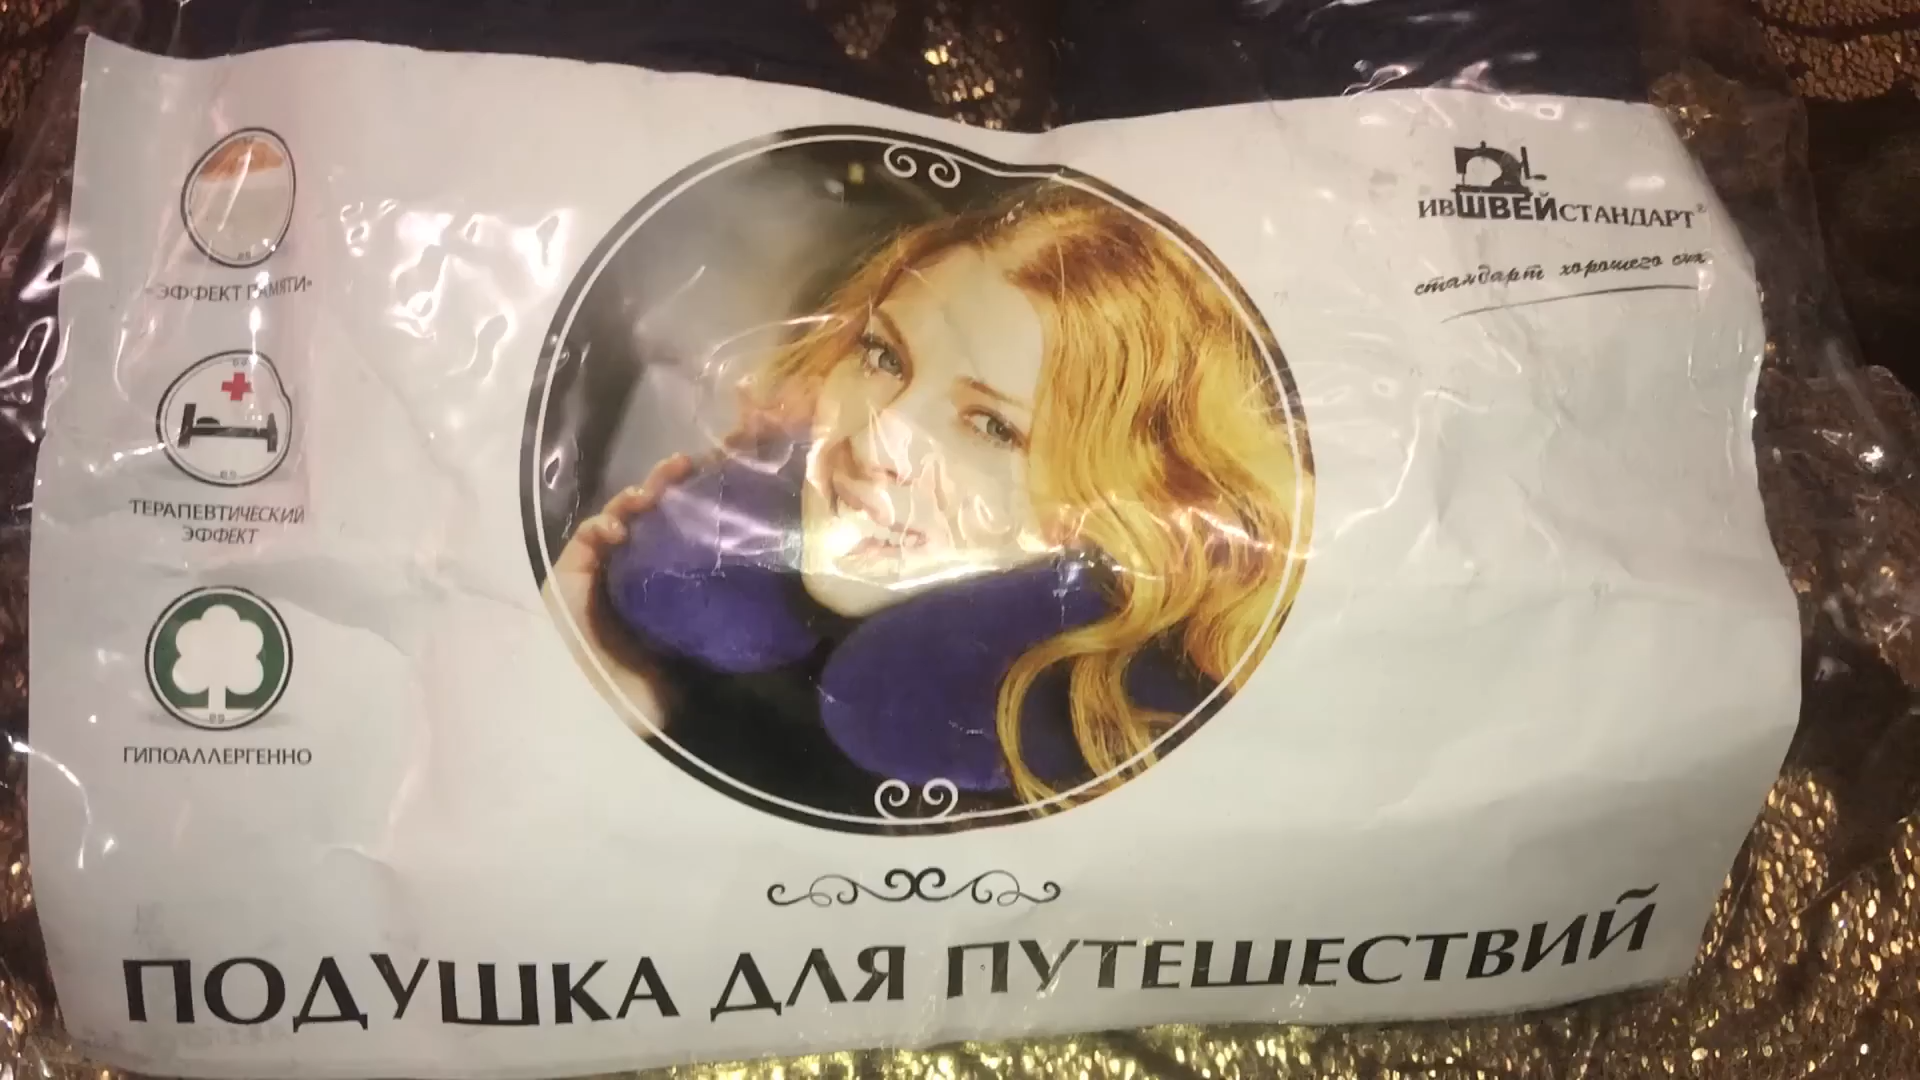 ИВШВЕЙСТАНДАРТ®
стандарт хорошего сна
«ЭФФЕКТ ПАМЯТИ»
ТЕРАПЕВТИЧЕСКИЙ
ЭФФЕКТ
ГИПОАЛЛЕРГЕННО
ПОДУШКА ДЛЯ ПУТЕШЕСТВИЙ